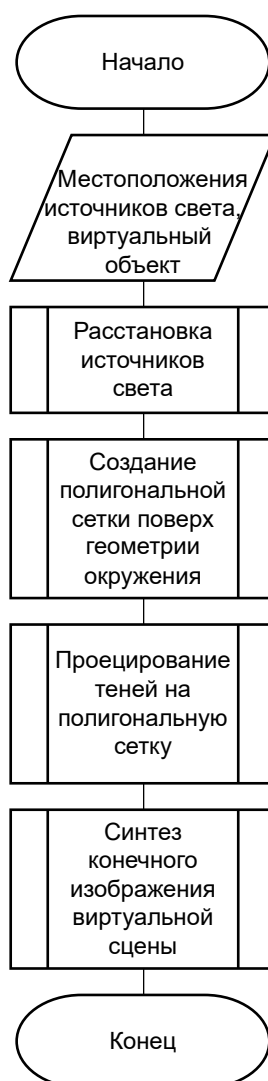 Начало
Местоположения
источников света,
виртуальный
объект
Расстановка
источников
света
Создание
полигональной
сетки поверх
геометрии
окружения
Проецирование
теней на
полигональную
сетку
Синтез
конечного
изображения
виртуальной
сцены
Конец